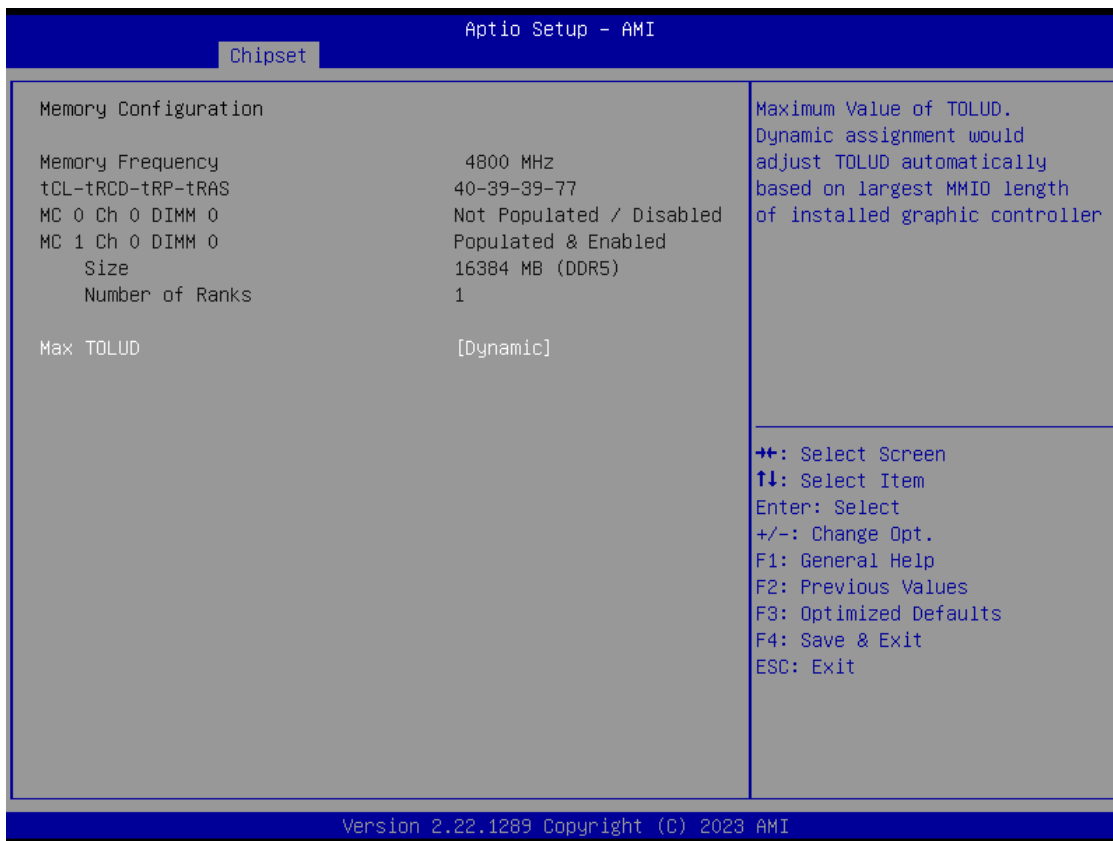 Aptio Setup – AMI
Chipset
Memory Configuration
Memory Frequency 4800 MHz
tCL-tRCD-tRP-tRAS 40-39-39-77
MC 0 Ch 0 DIMM 0 Not Populated / Disabled
MC 1 Ch 0 DIMM 0 Populated & Enabled
Size 16384 MB (DDR5)
Number of Ranks 1
Max TOLUD [Dynamic]
Maximum Value of TOLUD.
Dynamic assignment would
adjust TOLUD automatically
based on largest MMIO length
of installed graphic controller
→←: Select Screen
↑↓: Select Item
Enter: Select
+/-: Change Opt.
F1: General Help
F2: Previous Values
F3: Optimized Defaults
F4: Save & Exit
ESC: Exit
Version 2.22.1289 Copyright (C) 2023 AMI